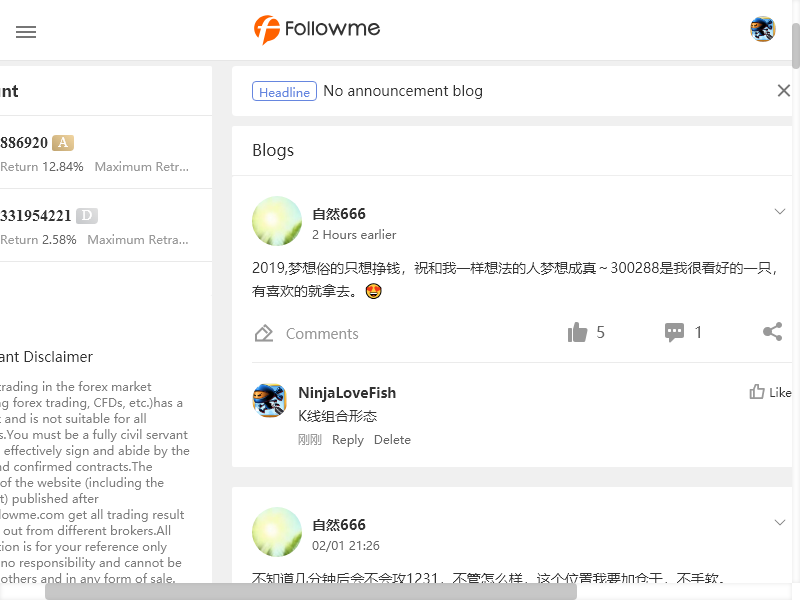 Followme
nt
Headline No announcement blog
886920 A
Return 12.84% Maximum Retr...
331954221 D
Return 2.58% Maximum Retra...
ant Disclaimer
trading in the forex market
g forex trading, CFDs, etc.)has a
and is not suitable for all
s.You must be a fully civil servant
effectively sign and abide by the
nd confirmed contracts.The
of the website (including the
t) published after
lowme.com get all trading result
out from different brokers.All
tion is for your reference only
no responsibility and cannot be
others and in any form of sale.
Blogs
自然666
2 Hours earlier
2019,梦想俗的只想挣钱，祝和我一样想法的人梦想成真～300288是我很看好的一只，
有喜欢的就拿去。
Comments 5 1
NinjaLoveFish Like
K线组合形态
刚刚 Reply Delete
自然666
02/01 21:26
不知道几分钟后会不会攻1231，不管怎么样，这个位置我要加仓干，不手软。